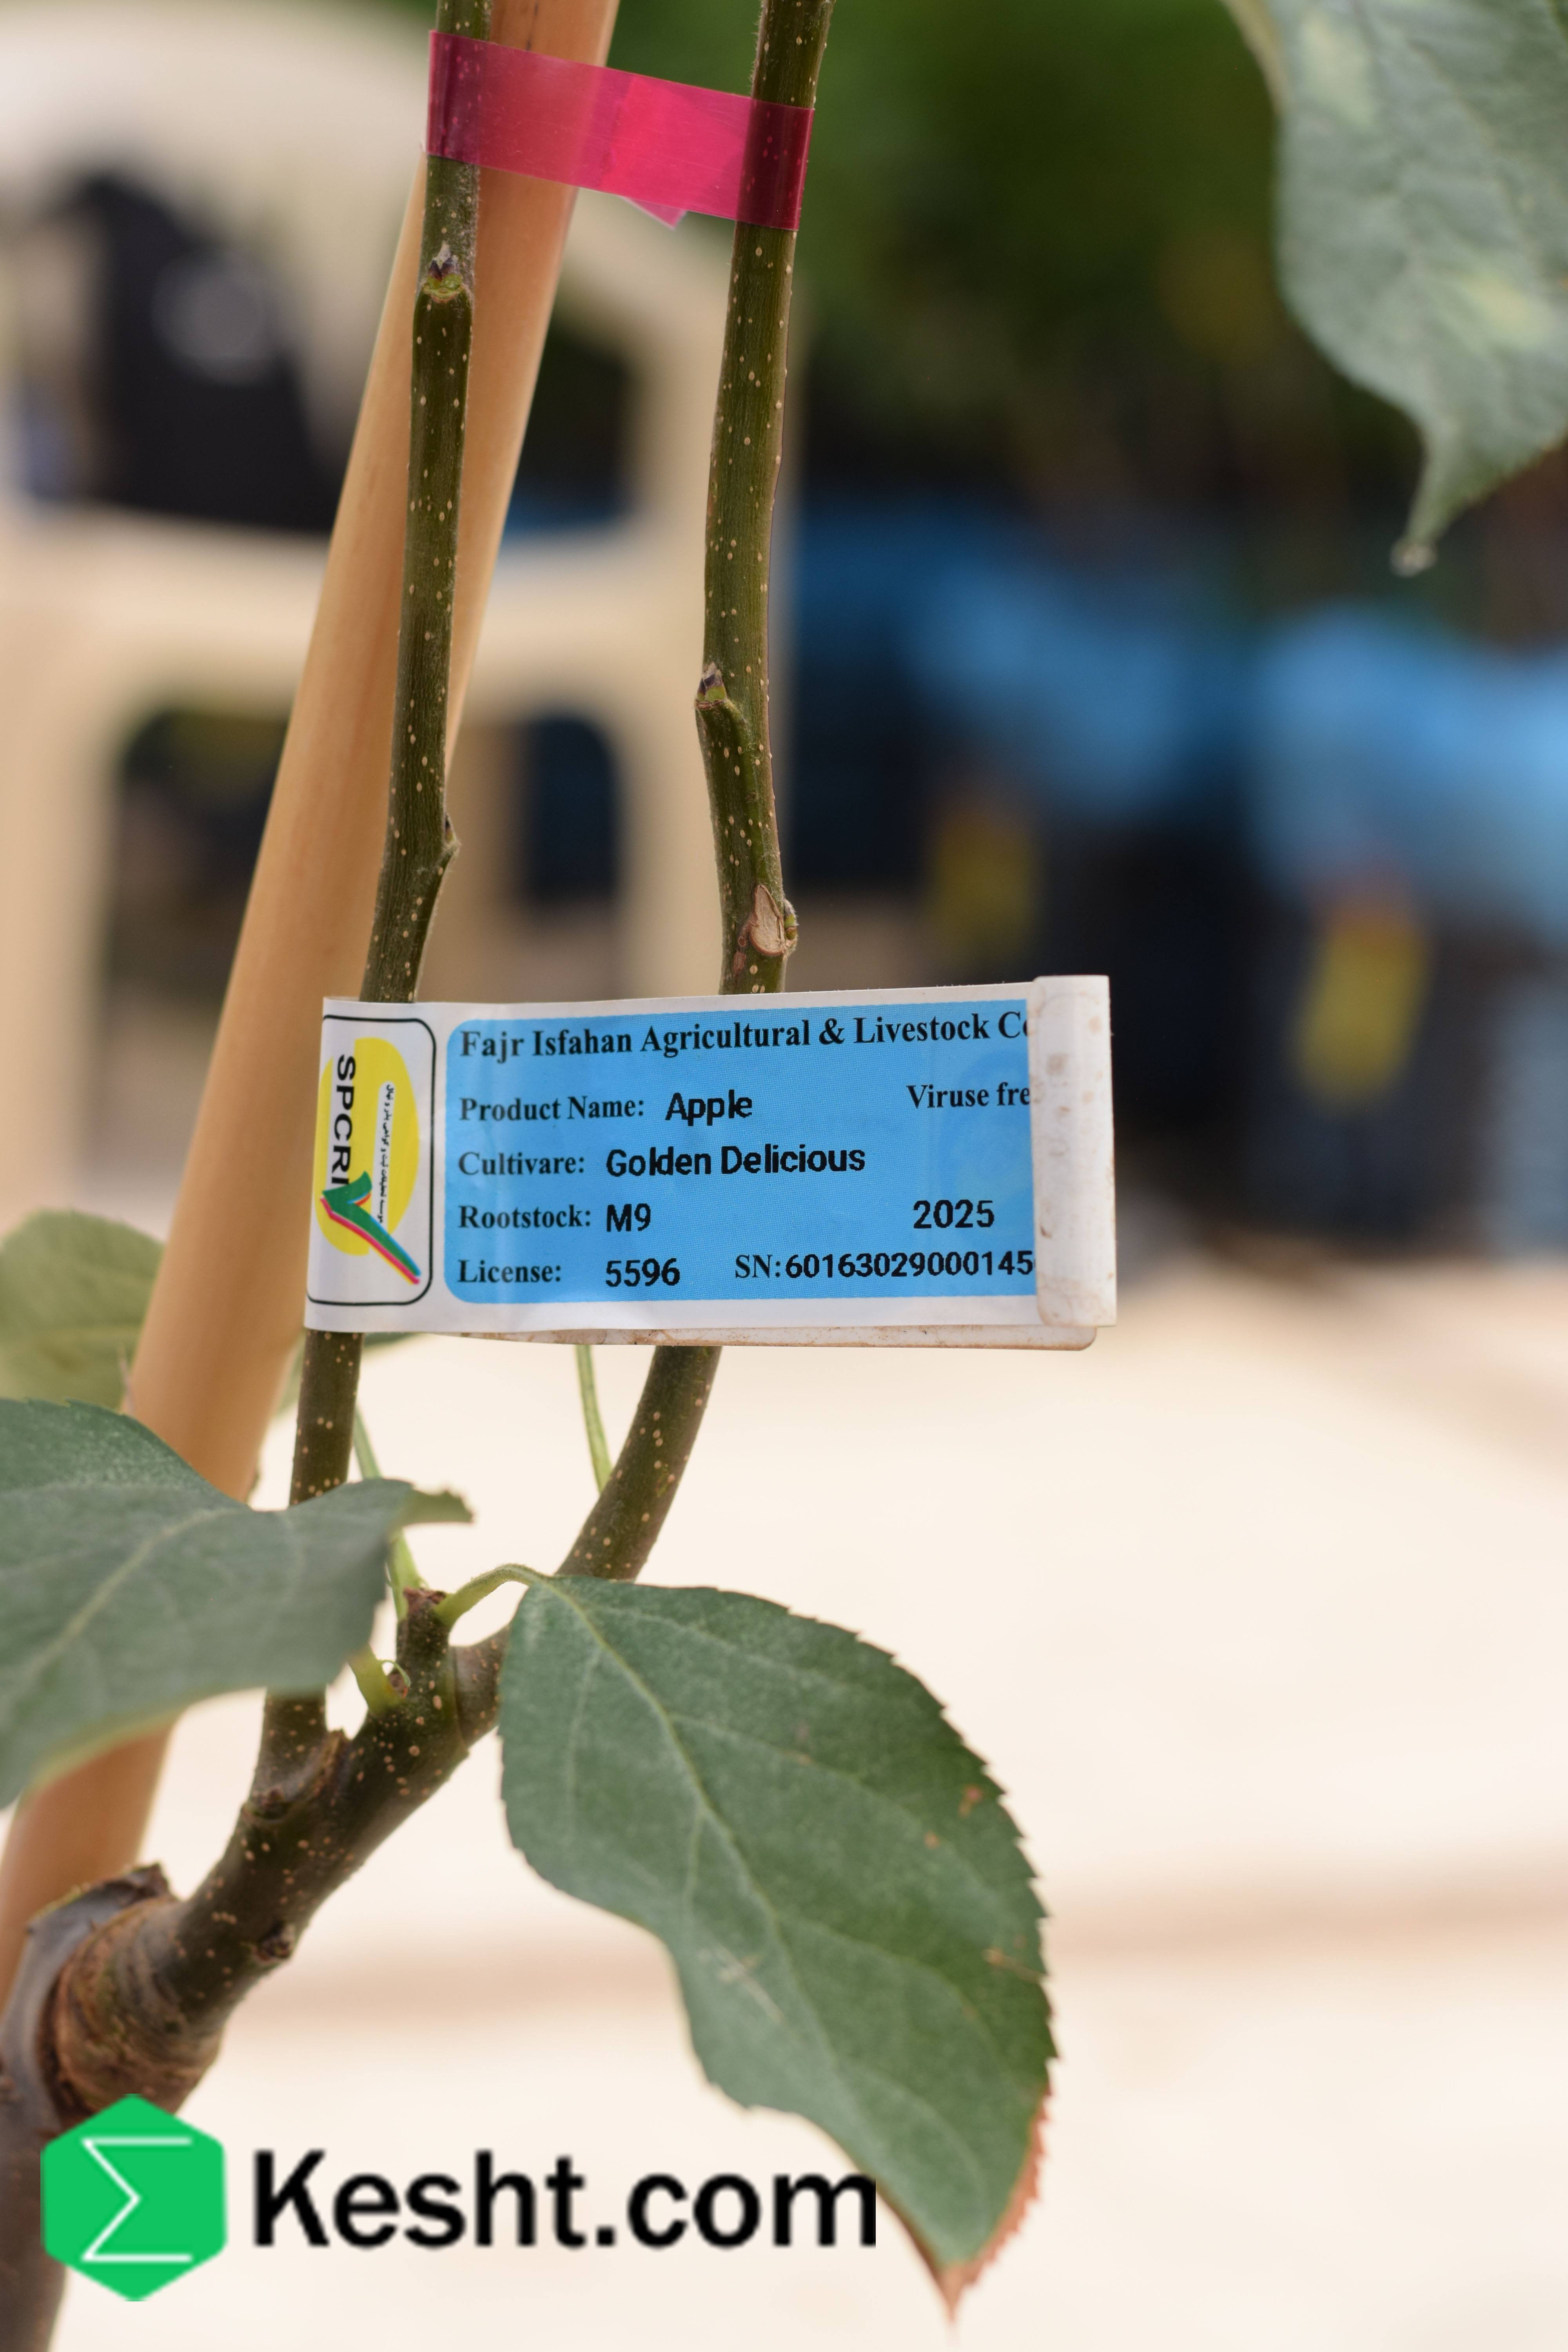 SPCRI
Fajr Isfahan Agricultural & Livestock Co
Product Name: Apple
Viruse fre
Cultivare: Golden Delicious
Rootstock: M9
2025
License: 5596
SN:60163029000145
Kesht.com